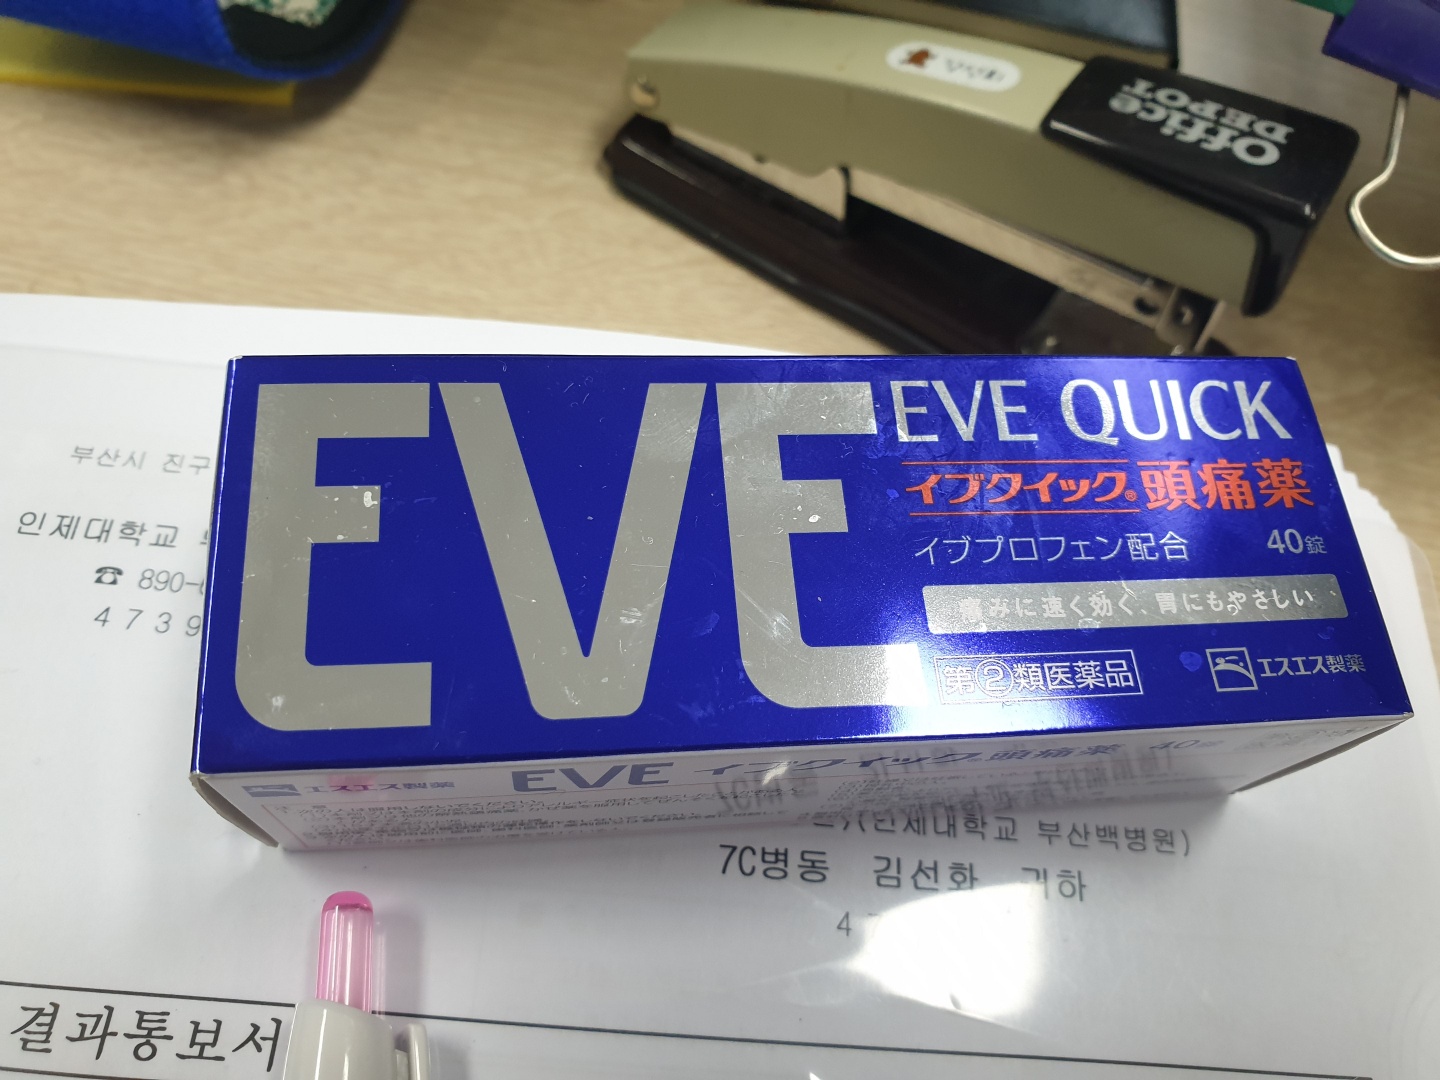 Office
DEPOT
부산시 진구
인제대학교
☎ 890-
4739
EVE
EVE QUICK
イブクイック®頭痛薬
イブプロフェン配合 40錠
痛みに速く効く、胃にもやさしい
第②類医薬品 エスエス製薬
エスエス製薬 EVE イブクイック®頭痛薬 40錠
(인제대학교 부산백병원)
7C병동 김선화 귀하
4
결과통보서